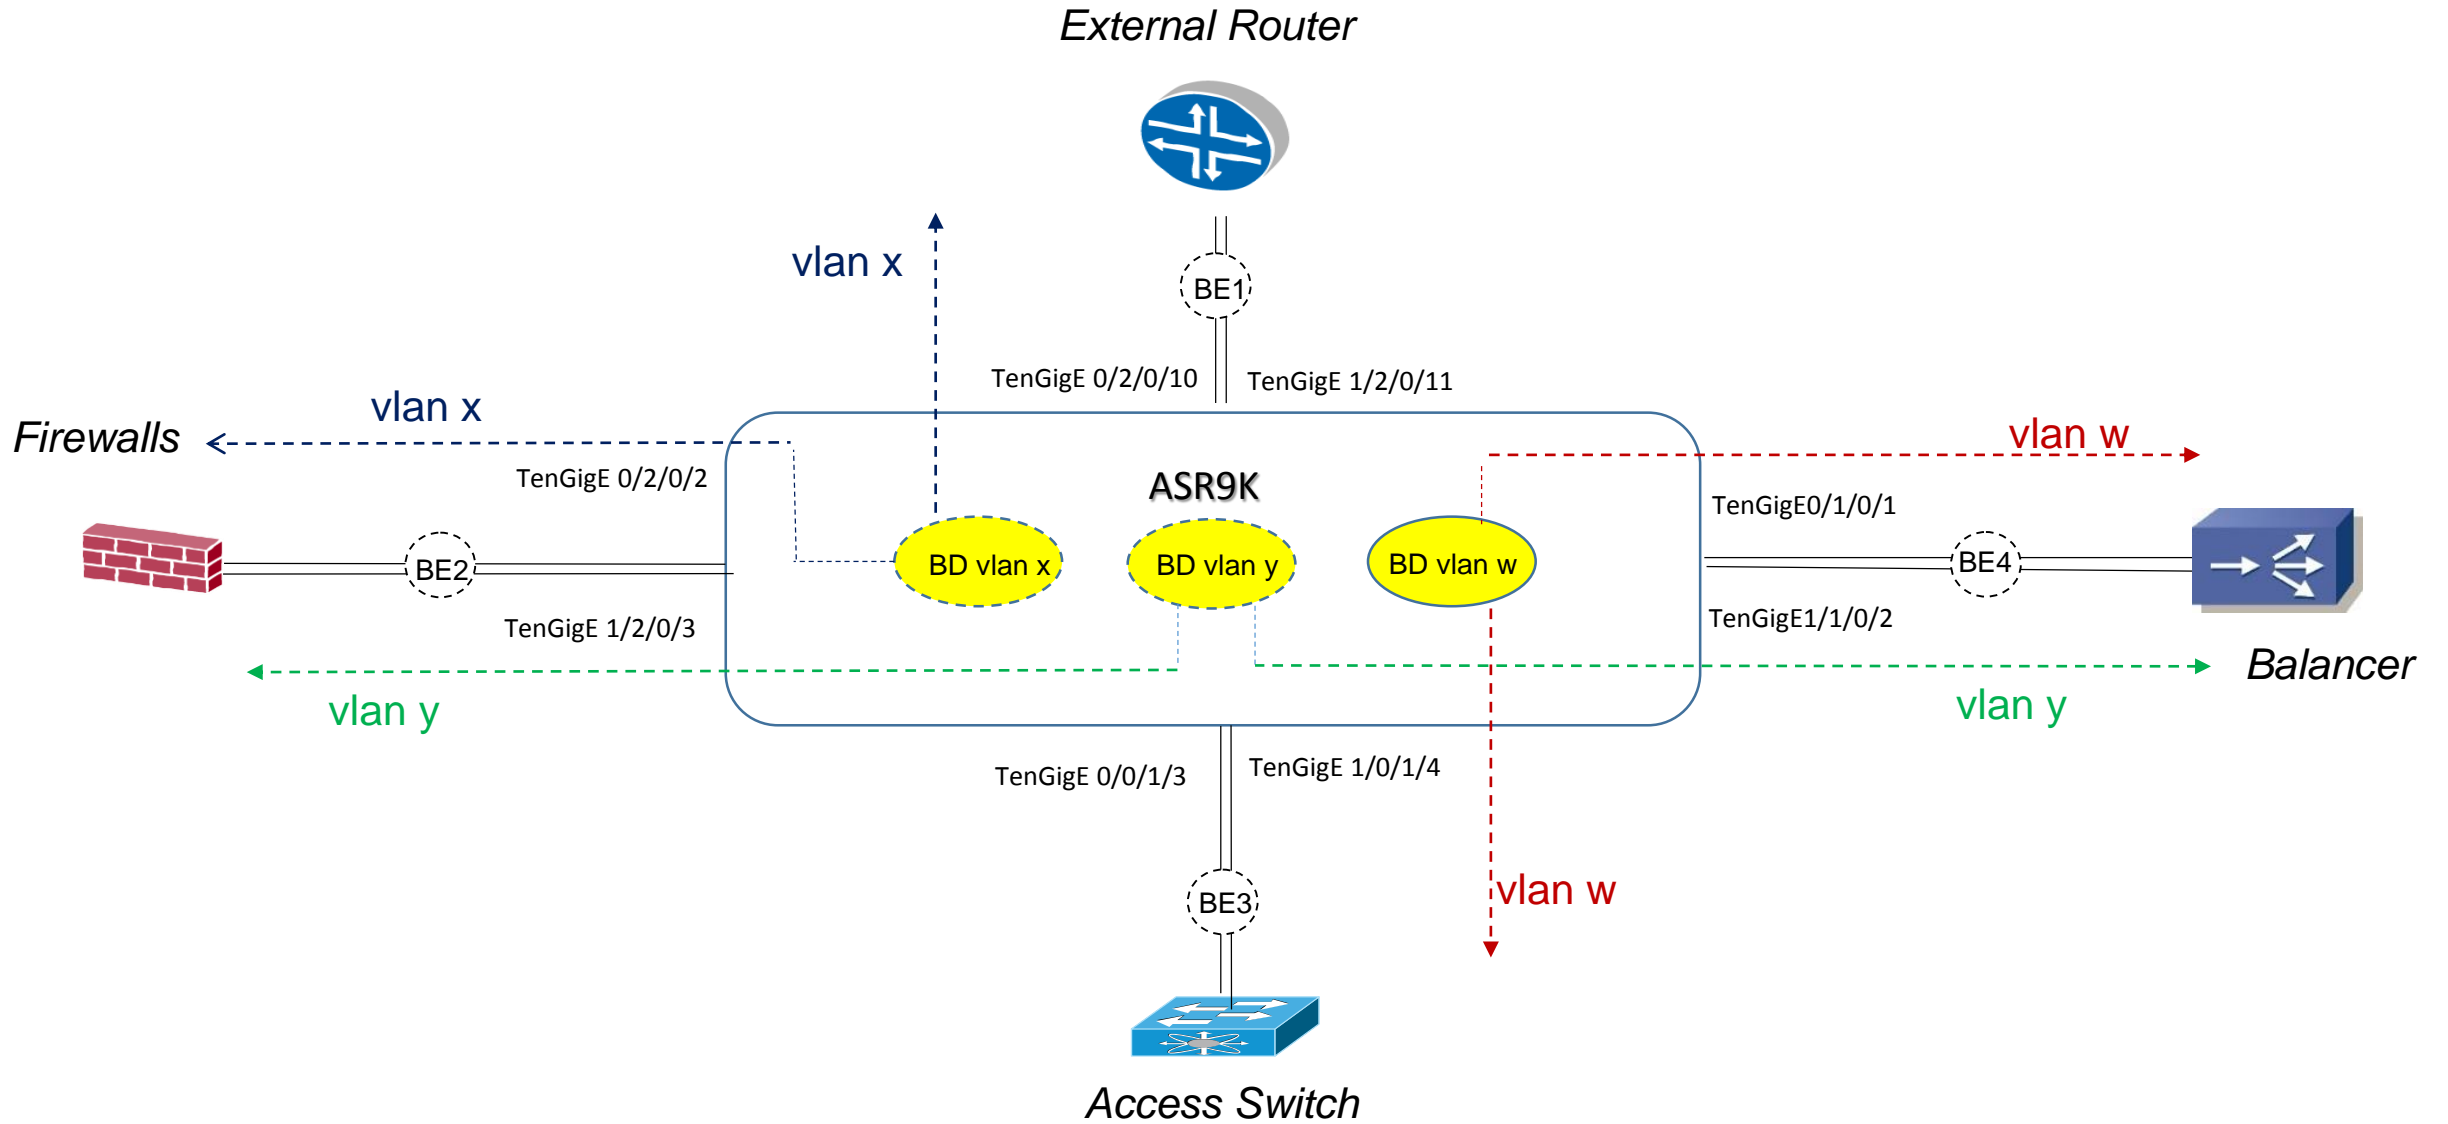 External Router
vlan x
BE1
TenGigE 0/2/0/10
TenGigE 1/2/0/11
vlan x
Firewalls
TenGigE 0/2/0/2
vlan w
ASR9K
TenGigE0/1/0/1
BD vlan x
BD vlan y
BD vlan w
BE2
BE4
TenGigE 1/2/0/3
TenGigE1/1/0/2
Balancer
vlan y
vlan y
TenGigE 0/0/1/3
TenGigE 1/0/1/4
BE3
vlan w
Access Switch